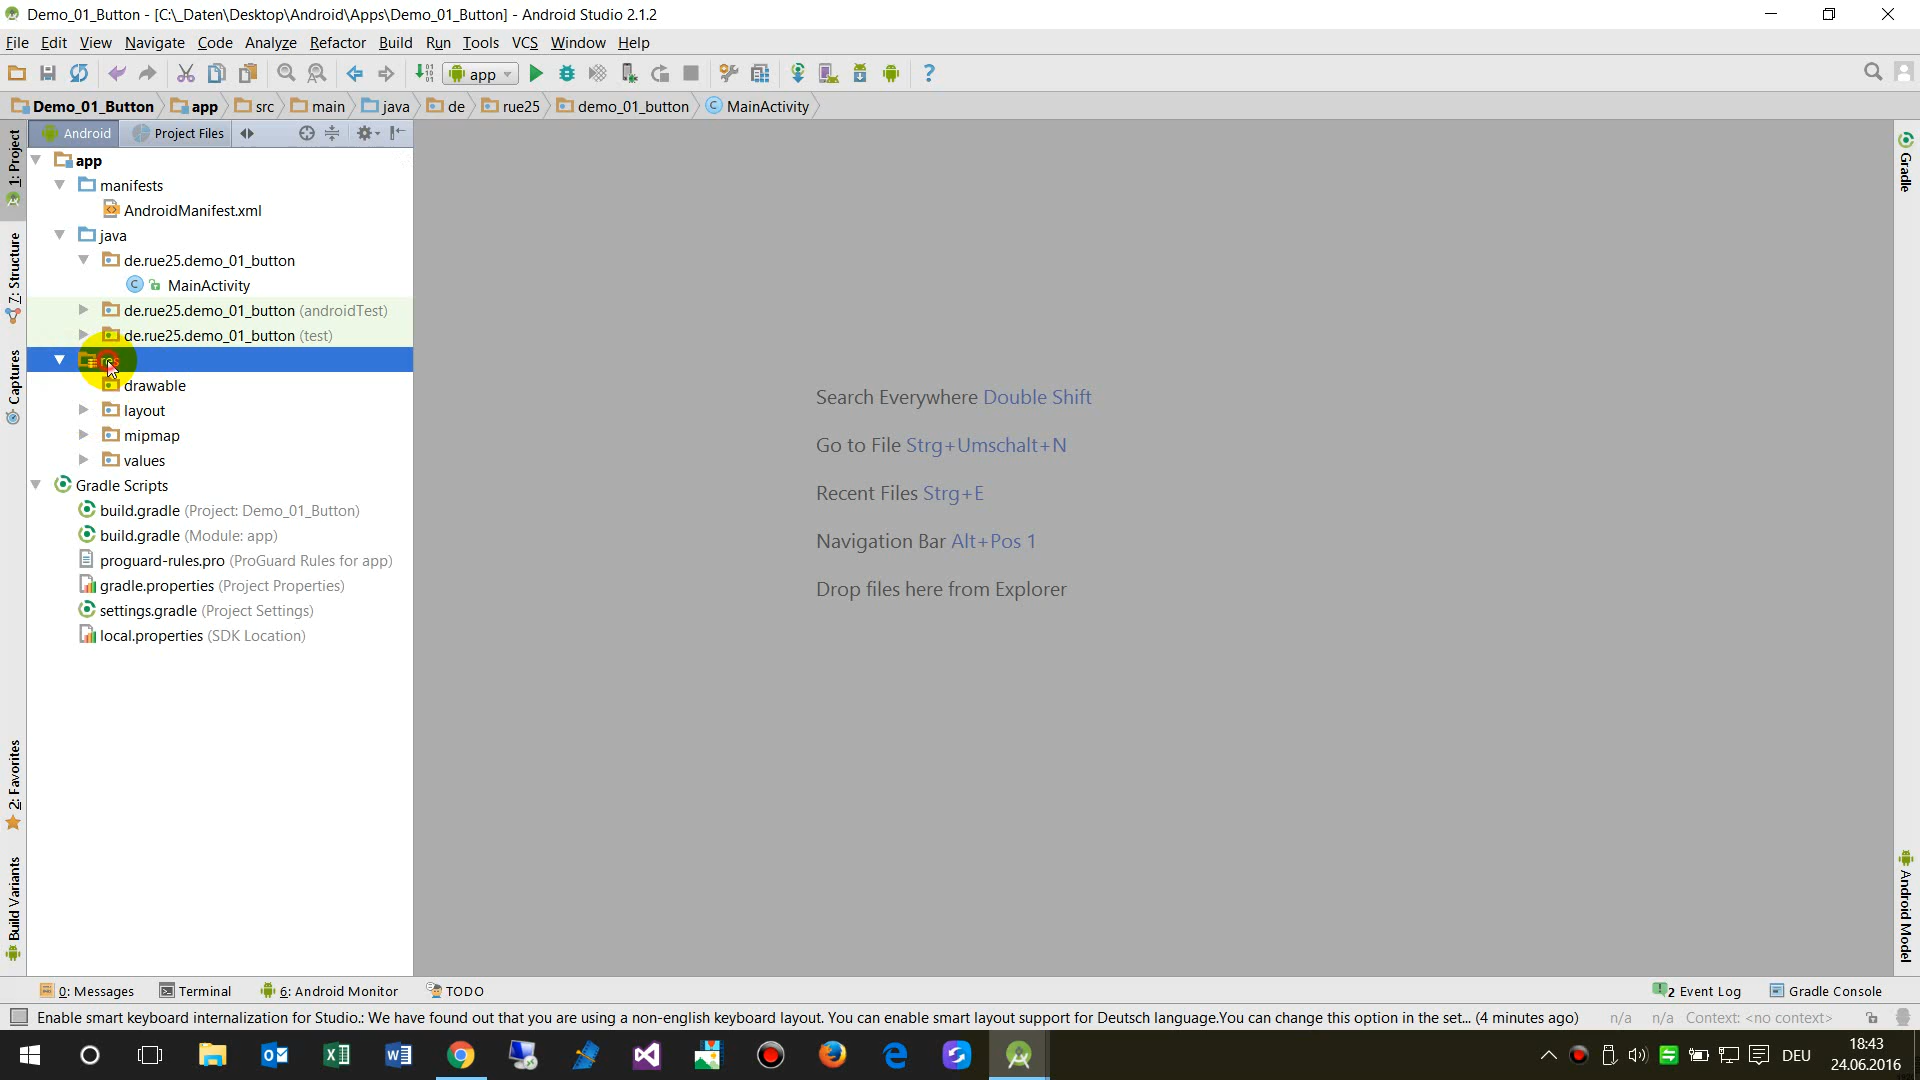 Demo_01_Button - [C:\_Daten\Desktop\Android\Apps\Demo_01_Button] - Android Studio 2.1.2
File Edit View Navigate Code Analyze Refactor Build Run Tools VCS Window Help
app
Demo_01_Button app src main java de rue25 demo_01_button MainActivity
Android Project Files
1: Project
7: Structure
Captures
2: Favorites
Build Variants
app
manifests
AndroidManifest.xml
java
de.rue25.demo_01_button
MainActivity
de.rue25.demo_01_button (androidTest)
de.rue25.demo_01_button (test)
drawable
layout
mipmap
values
Gradle Scripts
build.gradle (Project: Demo_01_Button)
build.gradle (Module: app)
proguard-rules.pro (ProGuard Rules for app)
gradle.properties (Project Properties)
settings.gradle (Project Settings)
local.properties (SDK Location)
Search Everywhere Double Shift
Go to File Strg+Umschalt+N
Recent Files Strg+E
Navigation Bar Alt+Pos 1
Drop files here from Explorer
Gradle
Android Model
0: Messages Terminal 6: Android Monitor TODO 2 Event Log Gradle Console
Enable smart keyboard internalization for Studio.: We have found out that you are using a non-english keyboard layout. You can enable smart layout support for Deutsch language.You can change this option in the set... (4 minutes ago) n/a n/a Context: <no context>
DEU
18:43
24.06.2016